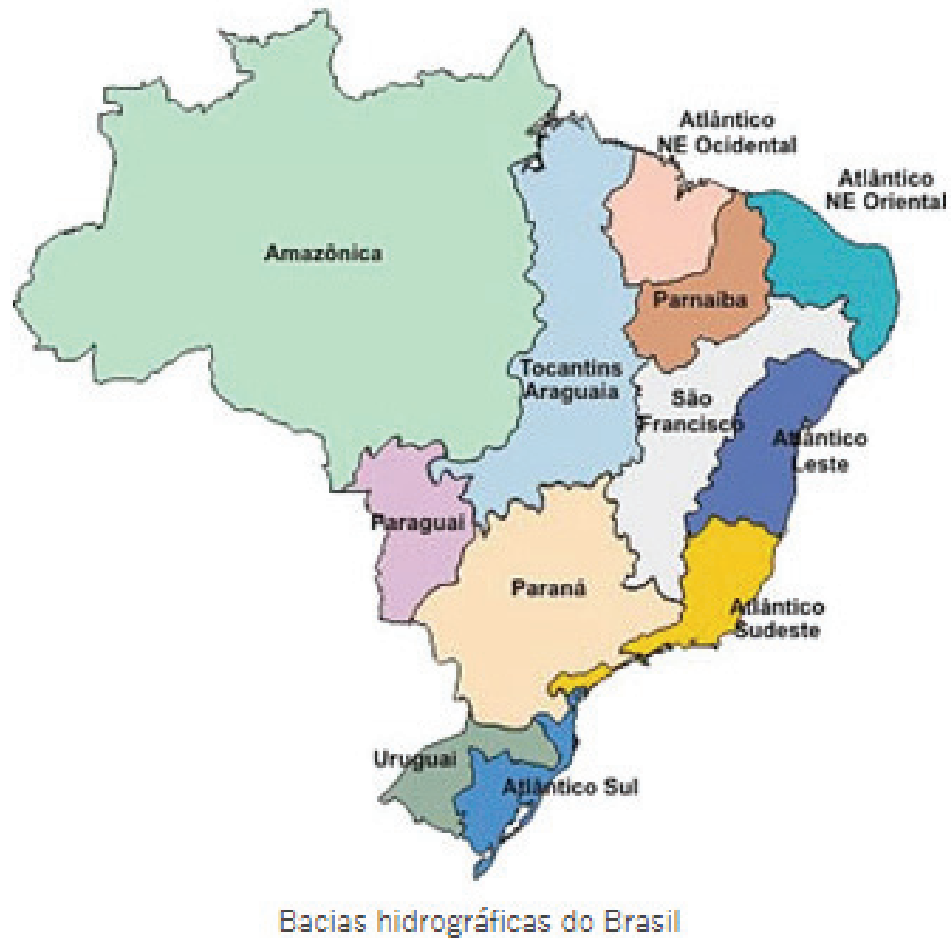 Atlântico
NE Ocidental
Atlântico
NE Oriental
Amazônica
Parnaíba
Tocantins
Araguaia
São
Francisco
Atlântico
Leste
Paraguai
Paraná
Atlântico
Sudeste
Uruguai
Atlântico Sul
Bacias hidrográficas do Brasil